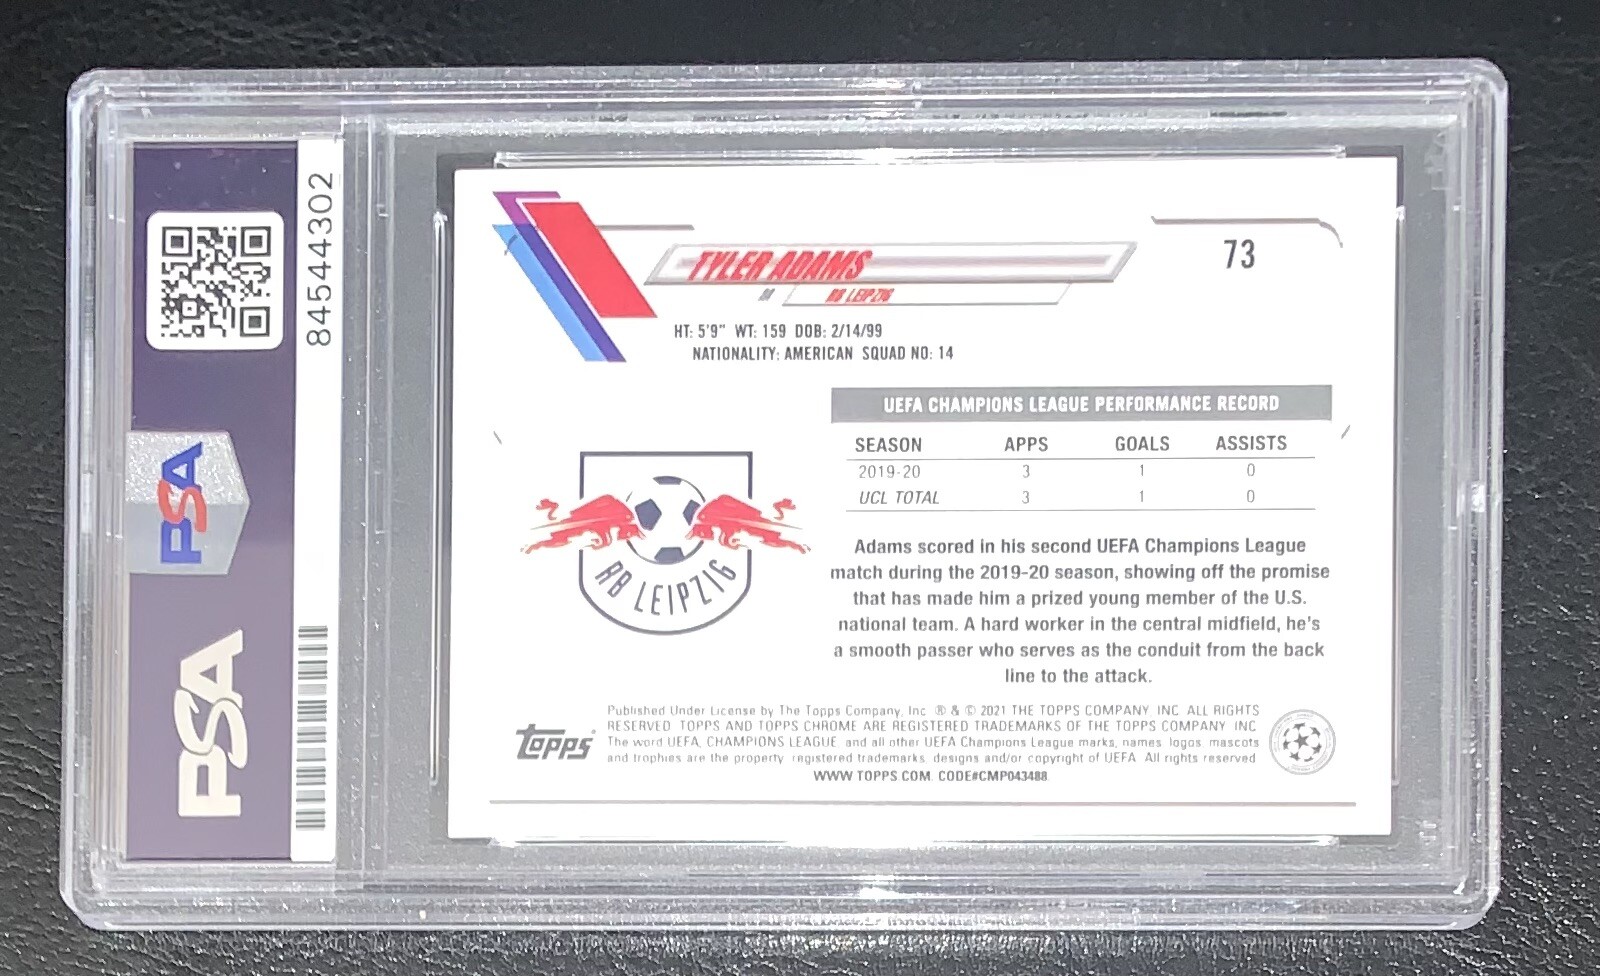 84544302
PSA
PSA
TYLER ADAMS
73
M
RB LEIPZIG
HT: 5'9" WT: 159 DOB: 2/14/99
NATIONALITY: AMERICAN SQUAD NO: 14
UEFA CHAMPIONS LEAGUE PERFORMANCE RECORD
SEASON APPS GOALS ASSISTS
2019-20 3 1 0
UCL TOTAL 3 1 0
RB LEIPZIG
Adams scored in his second UEFA Champions League
match during the 2019-20 season, showing off the promise
that has made him a prized young member of the U.S.
national team. A hard worker in the central midfield, he's
a smooth passer who serves as the conduit from the back
line to the attack.
topps
Published Under License by The Topps Company, Inc ® & © 2021 THE TOPPS COMPANY, INC ALL RIGHTS
RESERVED TOPPS AND TOPPS CHROME ARE REGISTERED TRADEMARKS OF THE TOPPS COMPANY INC
The word UEFA, CHAMPIONS LEAGUE and all other UEFA Champions League marks, names logos mascots
and trophies are the property registered trademarks designs and/or copyright of UEFA All rights reserved
WWW TOPPS.COM. CODE#CMP043488